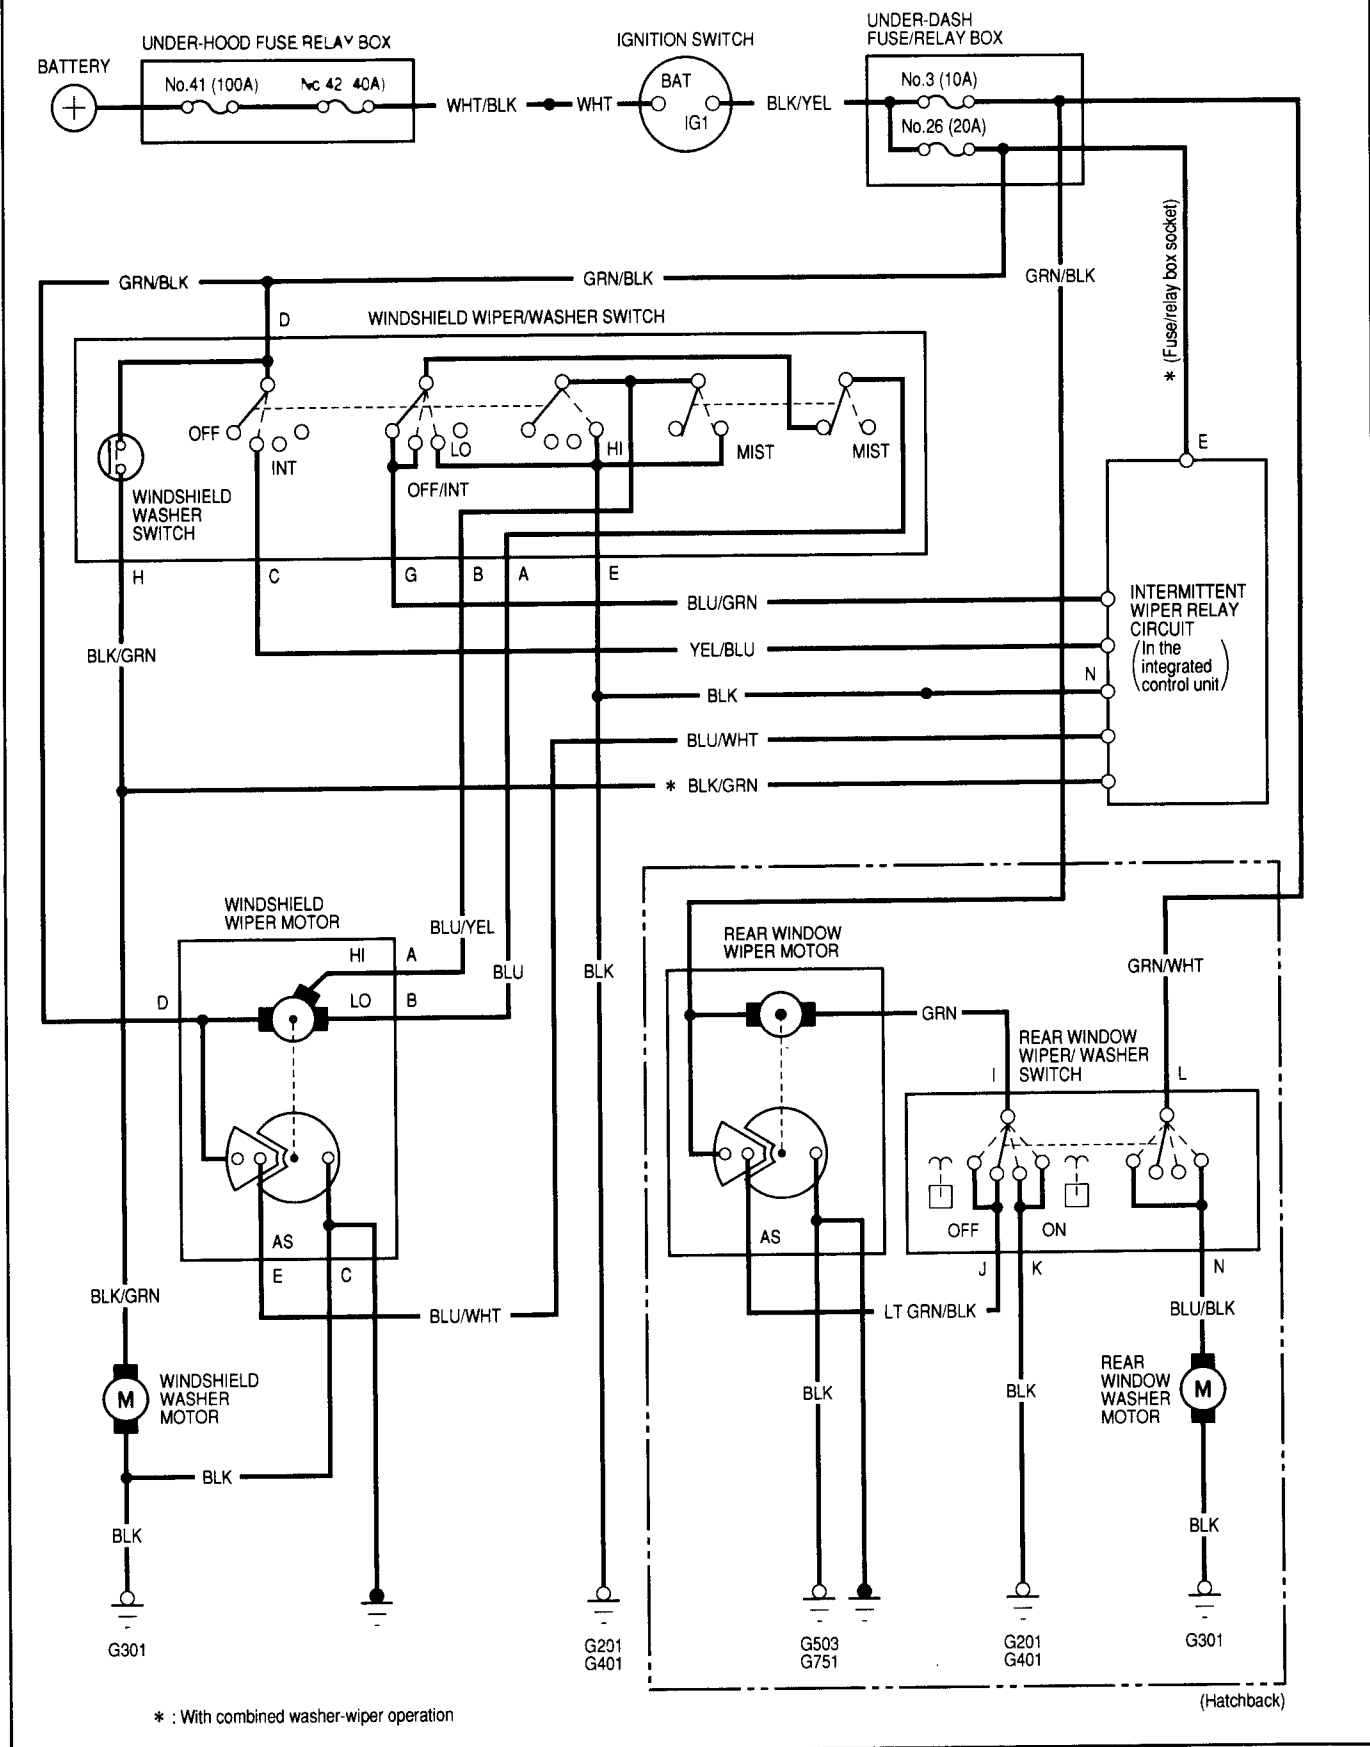 UNDER-DASH
FUSE/RELAY BOX
UNDER-HOOD FUSE RELAY BOX
IGNITION SWITCH
BATTERY
+
No.41 (100A)
42 40A)
BAT
IG1
No.3 (10A)
No.26 (20A)
WHT/BLK
WHT
BLK/YEL
* (Fuse/relay box socket)
GRN/BLK
GRN/BLK
GRN/BLK
D
WINDSHIELD WIPER/WASHER SWITCH
OFF
INT
LO
OFF/INT
HI
MIST
MIST
E
WINDSHIELD
WASHER
SWITCH
H
C
G
B
A
E
BLU/GRN
YEL/BLU
N
BLK
BLU/WHT
* BLK/GRN
INTERMITTENT
WIPER RELAY
CIRCUIT
(In the
integrated
control unit)
BLK/GRN
WINDSHIELD
WIPER MOTOR
HI
A
LO
B
D
BLU/YEL
BLU
BLK
AS
E
C
BLU/WHT
BLK/GRN
M
WINDSHIELD
WASHER
MOTOR
BLK
BLK
G301
G201
G401
REAR WINDOW
WIPER MOTOR
GRN
GRN/WHT
REAR WINDOW
WIPER/ WASHER
SWITCH
I
L
OFF
ON
AS
J
K
N
LT GRN/BLK
BLU/BLK
BLK
BLK
REAR
WINDOW
WASHER
MOTOR
M
BLK
G503
G751
G201
G401
G301
(Hatchback)
* : With combined washer-wiper operation